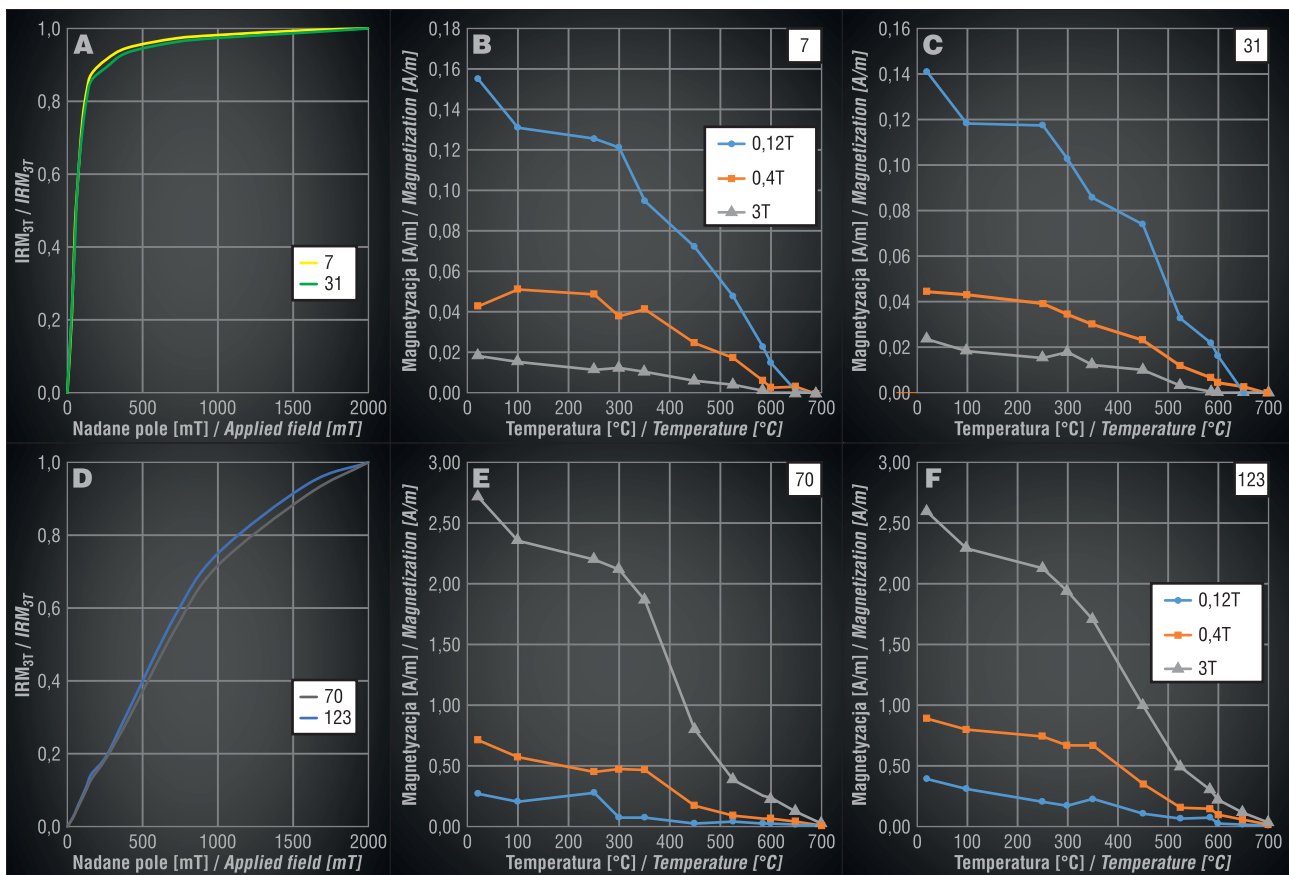 A
IRM3T / IRM3T
1,0
0,8
0,6
0,4
0,2
0,0
7
31
0 500 1000 1500 2000
Nadane pole [mT] / Applied field [mT]
B
7
Magnetyzacja [A/m] / Magnetization [A/m]
0,18
0,16
0,14
0,12
0,10
0,08
0,06
0,04
0,02
0,00
0,12T
0,4T
3T
0 100 200 300 400 500 600 700
Temperatura [°C] / Temperature [°C]
C
31
Magnetyzacja [A/m] / Magnetization [A/m]
0,16
0,14
0,12
0,10
0,08
0,06
0,04
0,02
0,00
0 100 200 300 400 500 600 700
Temperatura [°C] / Temperature [°C]
D
IRM3T / IRM3T
1,0
0,8
0,6
0,4
0,2
0,0
70
123
0 500 1000 1500 2000
Nadane pole [mT] / Applied field [mT]
E
70
Magnetyzacja [A/m] / Magnetization [A/m]
3,00
2,50
2,00
1,50
1,00
0,50
0,00
0 100 200 300 400 500 600 700
Temperatura [°C] / Temperature [°C]
F
123
Magnetyzacja [A/m] / Magnetization [A/m]
3,00
2,50
2,00
1,50
1,00
0,50
0,00
0,12T
0,4T
3T
0 100 200 300 400 500 600 700
Temperatura [°C] / Temperature [°C]